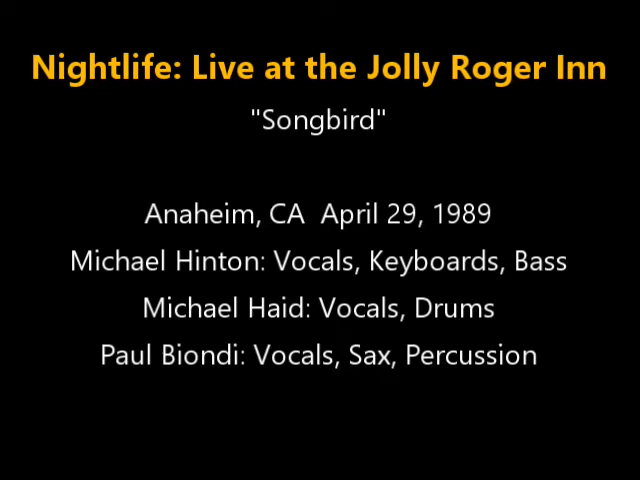 Nightlife: Live at the Jolly Roger Inn
"Songbird"
Anaheim, CA  April 29, 1989
Michael Hinton: Vocals, Keyboards, Bass
Michael Haid: Vocals, Drums
Paul Biondi: Vocals, Sax, Percussion